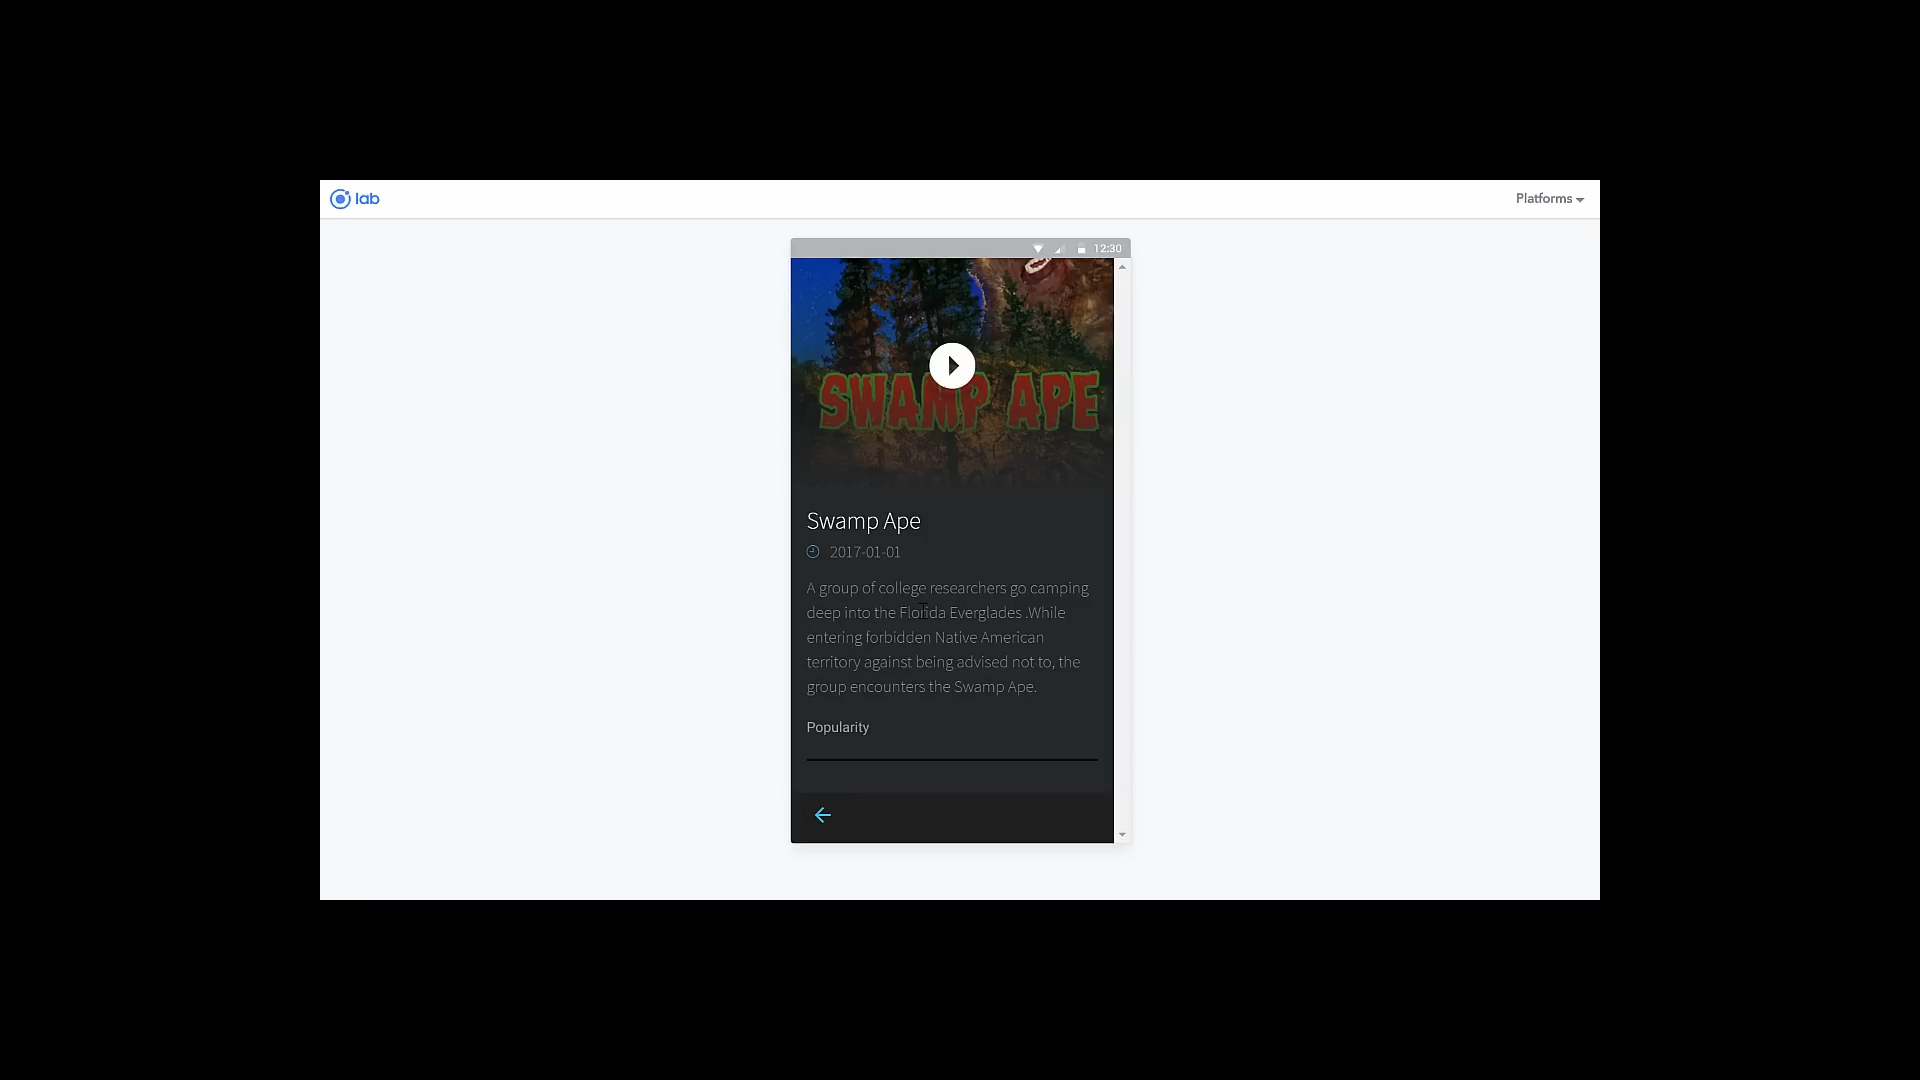 lab
Platforms
12:30
SWAMP APE
Swamp Ape
2017-01-01
A group of college researchers go camping
deep into the Florida Everglades .While
entering forbidden Native American
territory against being advised not to, the
group encounters the Swamp Ape.
Popularity